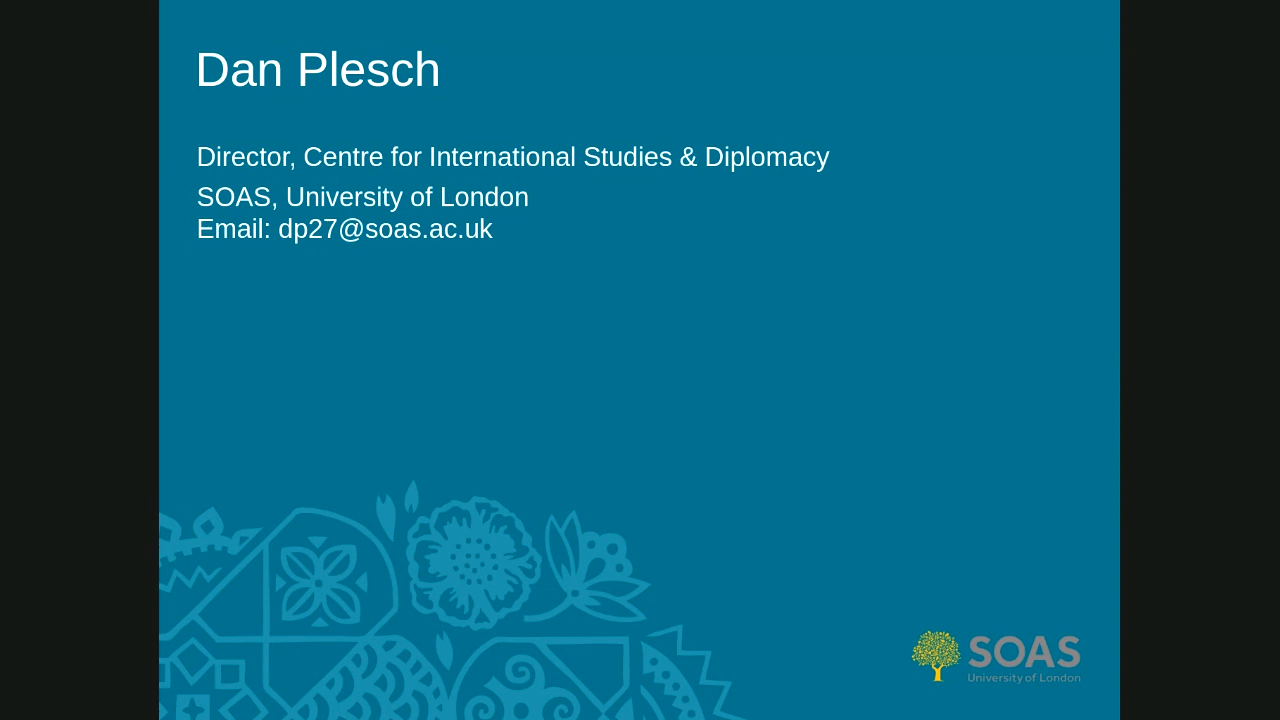 Dan Plesch
Director, Centre for International Studies & Diplomacy
SOAS, University of London
Email: dp27@soas.ac.uk
SOAS
University of London